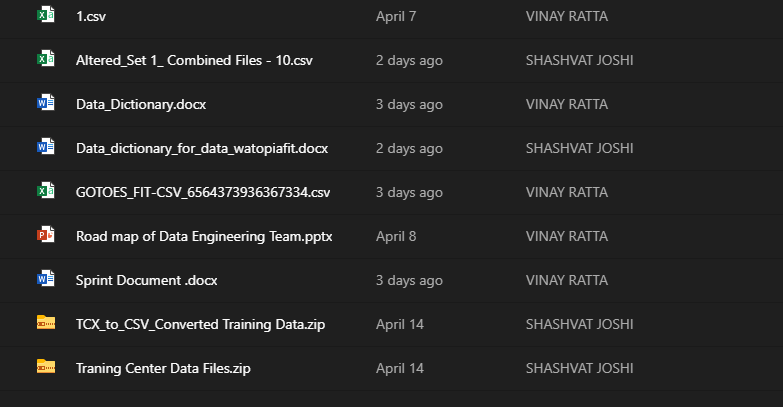 1.csv April 7 VINAY RATTA
Altered_Set 1_ Combined Files - 10.csv 2 days ago SHASHVAT JOSHI
Data_Dictionary.docx 3 days ago VINAY RATTA
Data_dictionary_for_data_watopiafit.docx 2 days ago SHASHVAT JOSHI
GOTOES_FIT-CSV_6564373936367334.csv 3 days ago VINAY RATTA
Road map of Data Engineering Team.pptx April 8 VINAY RATTA
Sprint Document .docx 3 days ago VINAY RATTA
TCX_to_CSV_Converted Training Data.zip April 14 SHASHVAT JOSHI
Traning Center Data Files.zip April 14 SHASHVAT JOSHI